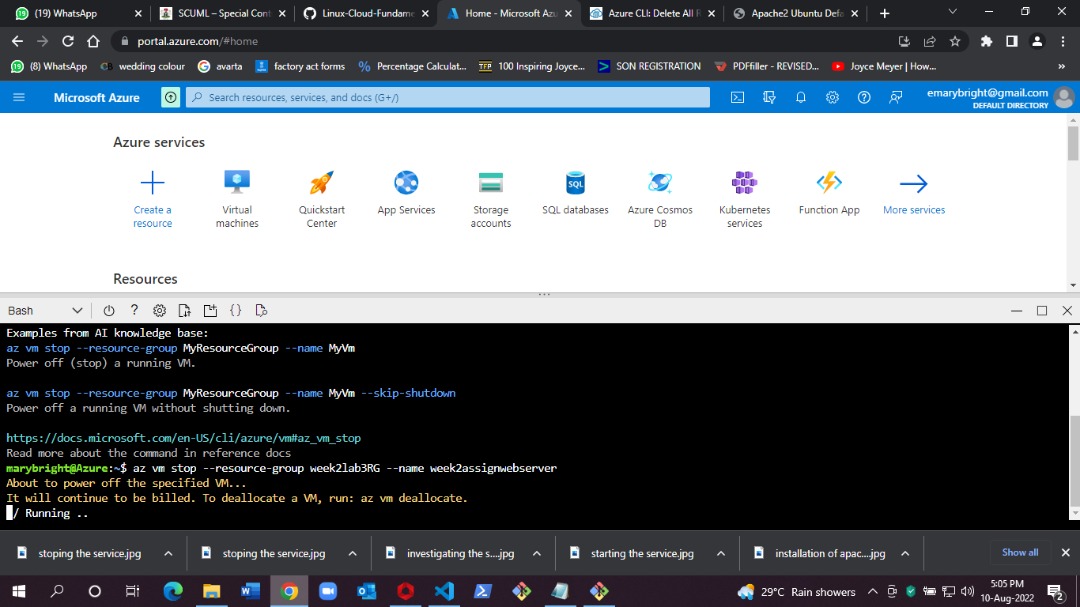 (19) WhatsApp
SCUML – Special Cont
Linux-Cloud-Fundame
Home - Microsoft Azu
Azure CLI: Delete All R
Apache2 Ubuntu Defa
portal.azure.com/#home
(8) WhatsApp
wedding colour
avarta
factory act forms
Percentage Calculat...
100 Inspiring Joyce...
SON REGISTRATION
PDFfiller - REVISED...
Joyce Meyer | How...
»
Microsoft Azure
Search resources, services, and docs (G+/)
emarybright@gmail.com
DEFAULT DIRECTORY
Azure services
Create a
resource
Virtual
machines
Quickstart
Center
App Services
Storage
accounts
SQL
SQL databases
Azure Cosmos
DB
Kubernetes
services
Function App
More services
Resources
Bash
Examples from AI knowledge base:
az vm stop --resource-group MyResourceGroup --name MyVm
Power off (stop) a running VM.
az vm stop --resource-group MyResourceGroup --name MyVm --skip-shutdown
Power off a running VM without shutting down.
https://docs.microsoft.com/en-US/cli/azure/vm#az_vm_stop
Read more about the command in reference docs
marybright@Azure:~$ az vm stop --resource-group week2lab3RG --name week2assignwebserver
About to power off the specified VM...
It will continue to be billed. To deallocate a VM, run: az vm deallocate.
/ Running ..
stoping the service.jpg
stoping the service.jpg
investigating the s....jpg
starting the service.jpg
installation of apac....jpg
Show all
29°C Rain showers
5:05 PM
10-Aug-2022
2